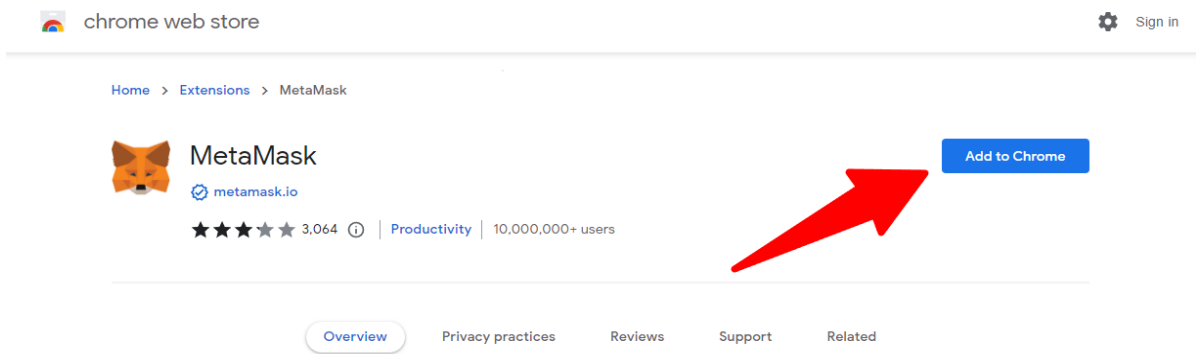 chrome web store
Sign in
Home > Extensions > MetaMask
MetaMask
Add to Chrome
metamask.io
3,064 | Productivity | 10,000,000+ users
Overview Privacy practices Reviews Support Related